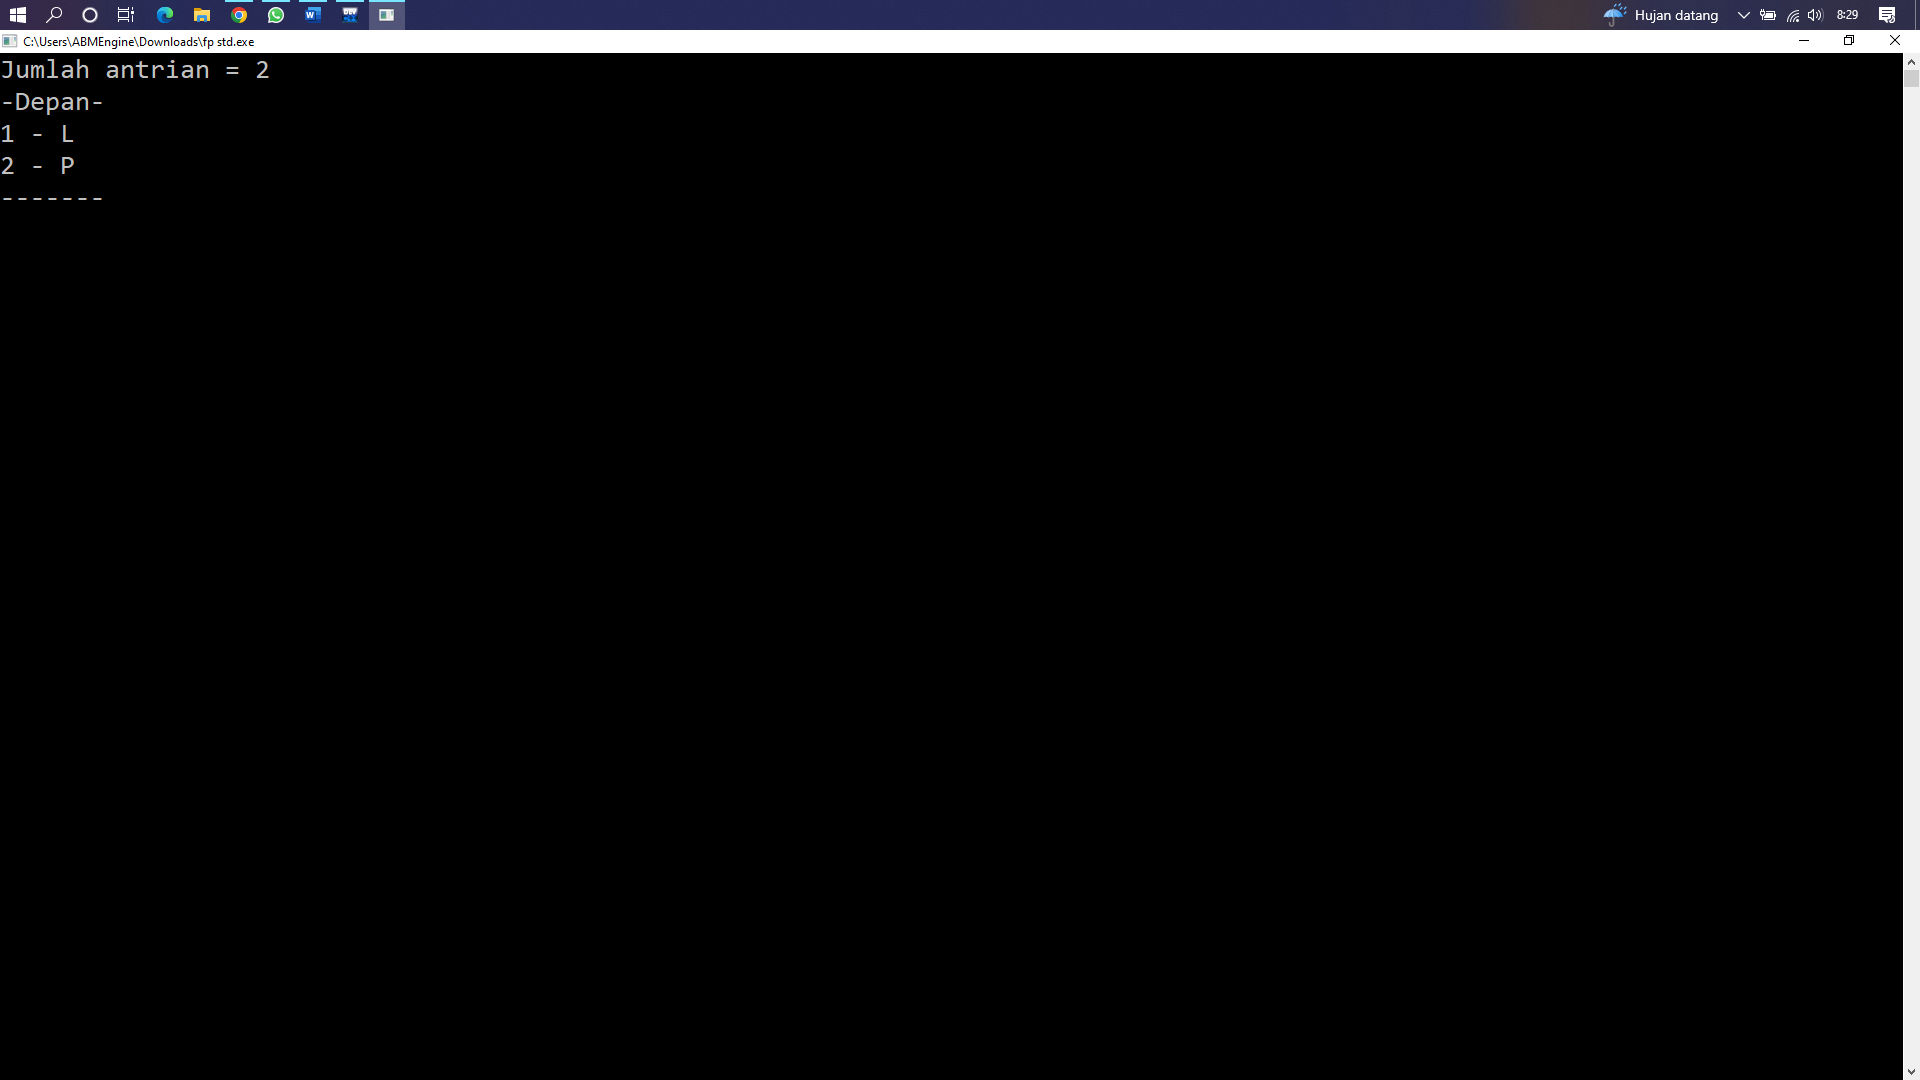 Hujan datang
8:29
C:\Users\ABMEngine\Downloads\fp std.exe
Jumlah antrian = 2
-Depan-
1 - L
2 - P
-------